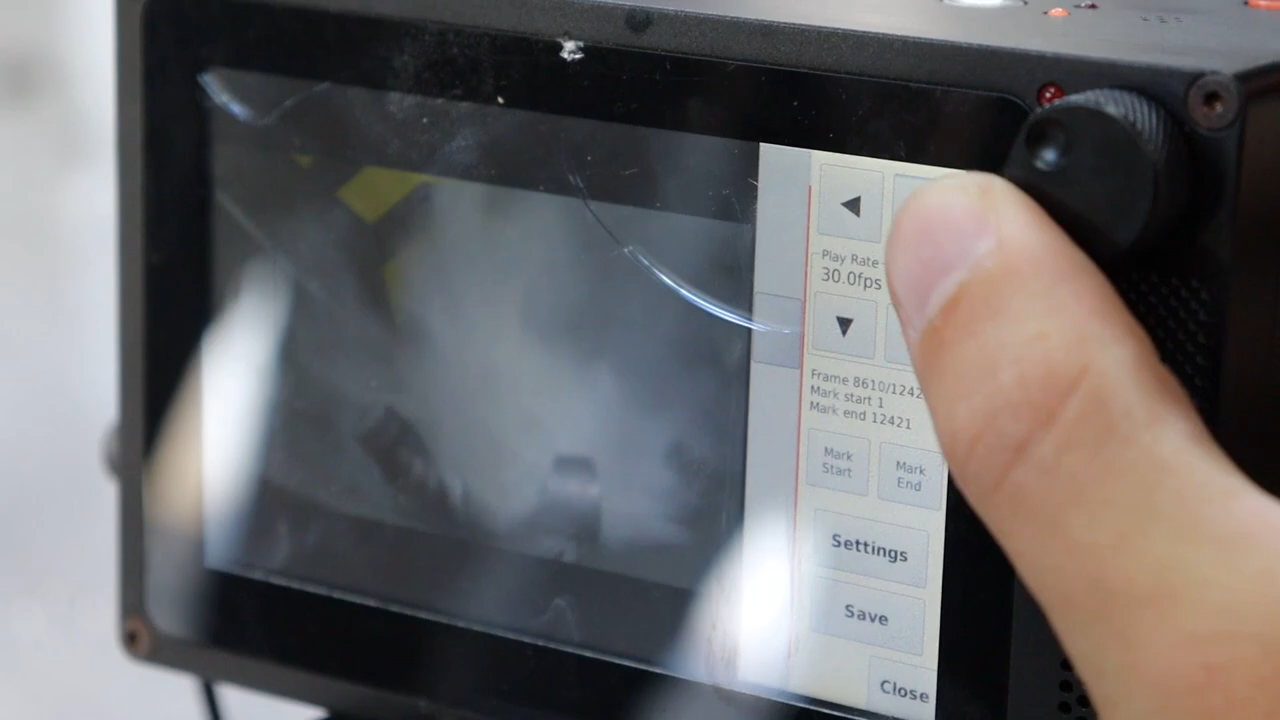 Play Rate
30.0fps
Frame 8610/1242
Mark start 1
Mark end 12421
Mark
Start
Mark
End
Settings
Save
Close